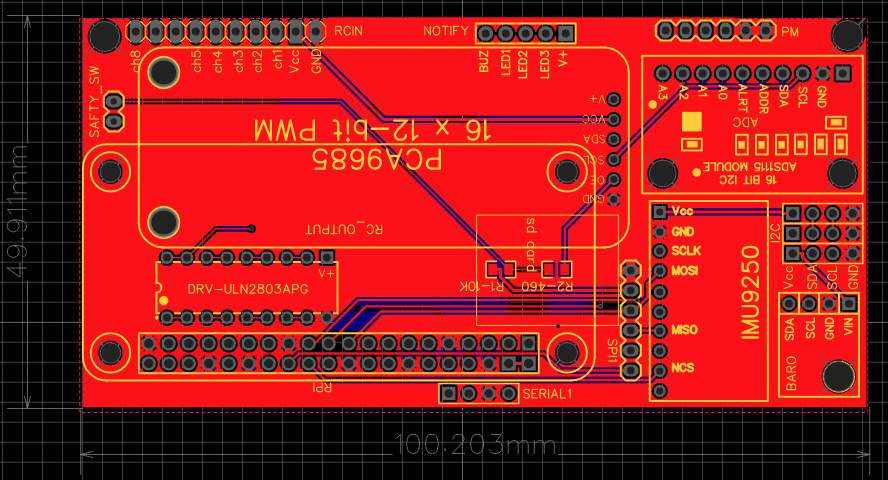 RCIN
NOTIFY
PM
ch8
ch5
ch4
ch3
ch2
ch1
Vcc
GND
BUZ
LED1
LED2
LED3
V+
SAFTY_SW
A3
A2
A1
A0
ALRT
ADDR
SDA
SCL
GND
V+
VCC
SDA
SCL
OE
GND
ADC
16 BIT I2C
ADS1115 MODULE
16 x 12-bit PWM
PCA9685
RC_OUTPUT
sd card
Vcc
GND
SCLK
MOSI
MISO
NCS
IMU9250
I2C
Vcc
SDA
SCL
GND
V+
DRV-ULN2803APG
R1-10K
R2-460
SPI1
SDA
SCL
GND
VIN
BARO
RPI
SERIAL1
49.911mm
100.203mm